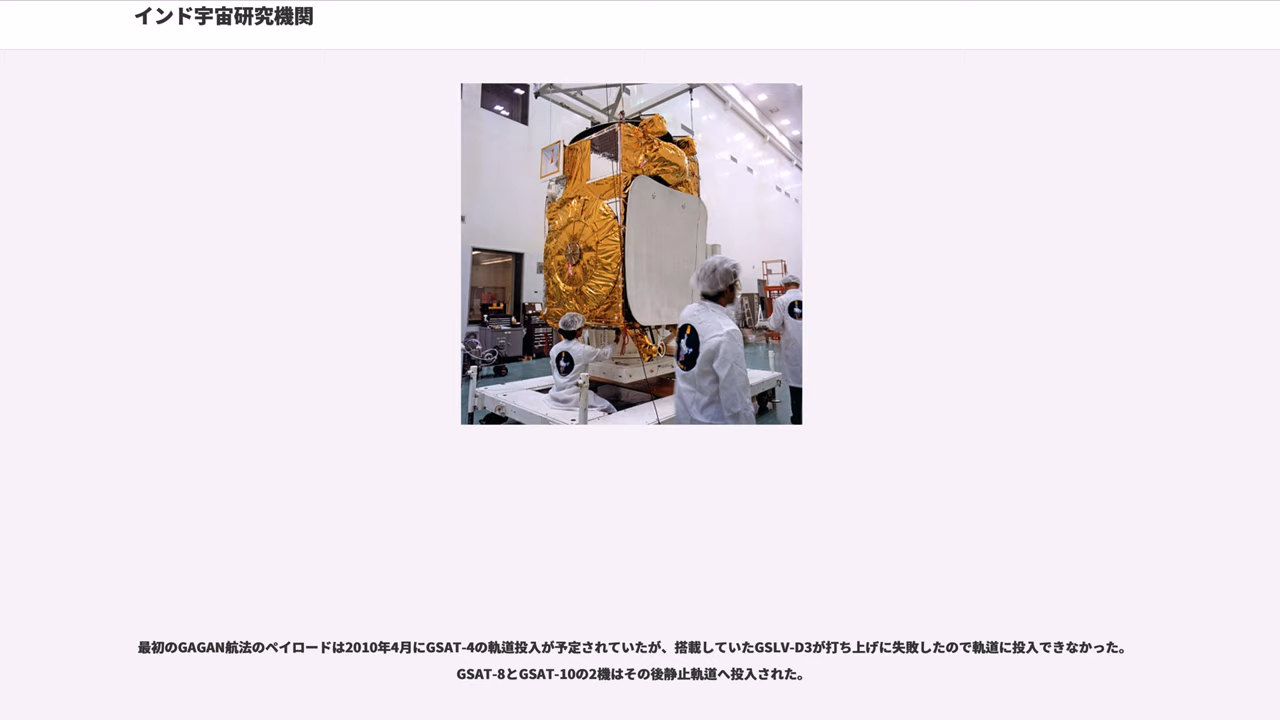 インド宇宙研究機関
最初のGAGAN航法のペイロードは2010年4月にGSAT-4の軌道投入が予定されていたが、搭載していたGSLV-D3が打ち上げに失敗したので軌道に投入できなかった。
GSAT-8とGSAT-10の2機はその後静止軌道へ投入された。